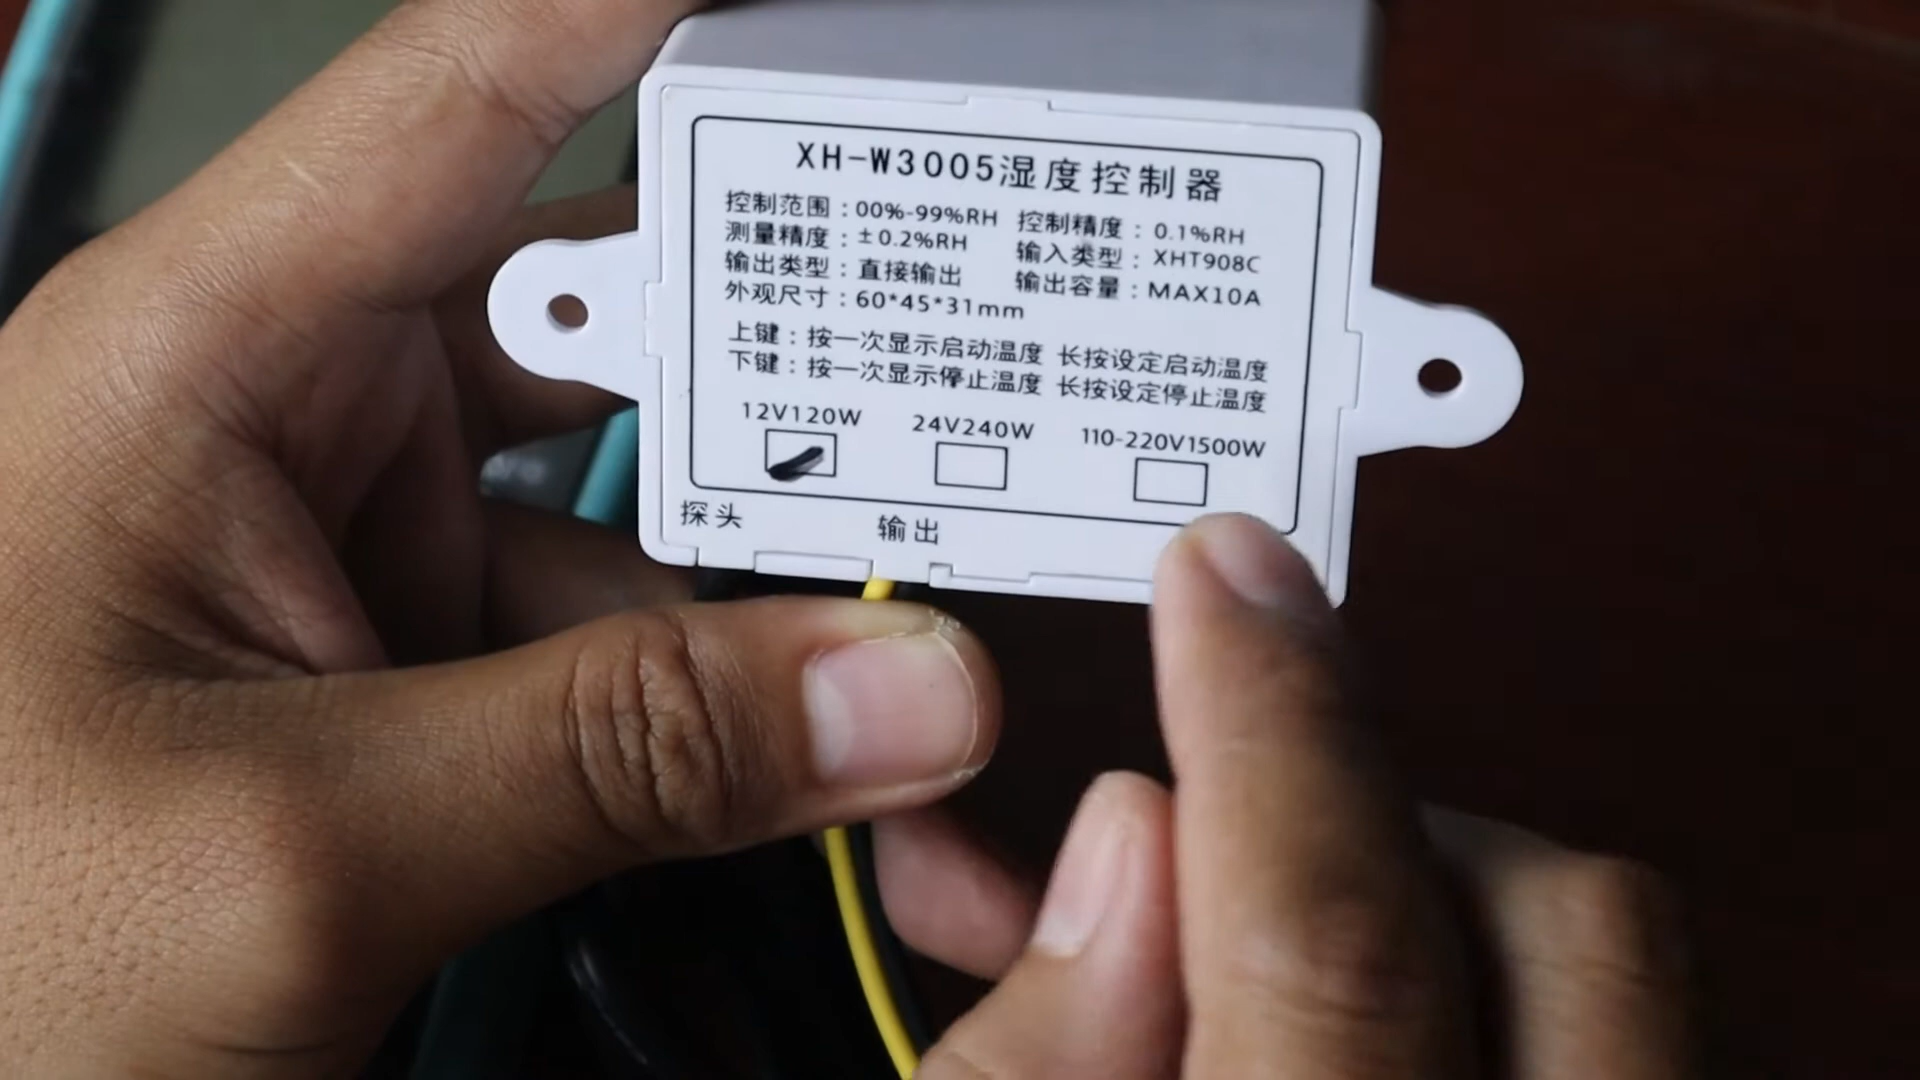 XH-W3005湿度控制器
控制范围：00%-99%RH 控制精度：0.1%RH
测量精度：±0.2%RH 输入类型：XHT908C
输出类型：直接输出 输出容量：MAX10A
外观尺寸：60*45*31mm
上键：按一次显示启动温度 长按设定启动温度
下键：按一次显示停止温度 长按设定停止温度
12V120W 24V240W 110-220V1500W
探头 输出